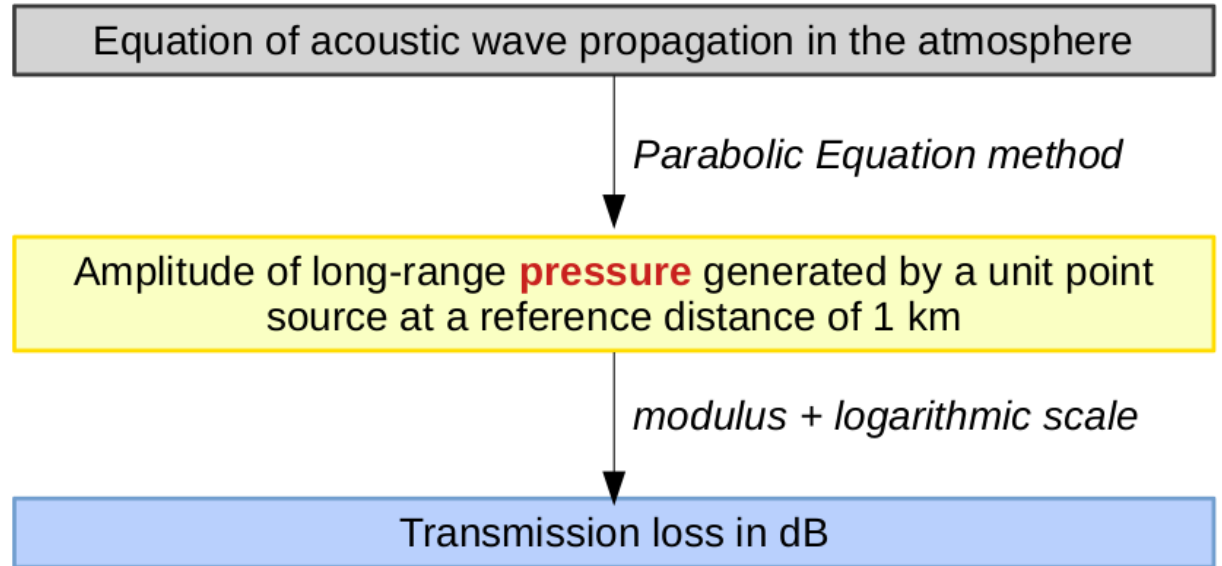 Equation of acoustic wave propagation in the atmosphere
Parabolic Equation method
Amplitude of long-range pressure generated by a unit point
source at a reference distance of 1 km
modulus + logarithmic scale
Transmission loss in dB